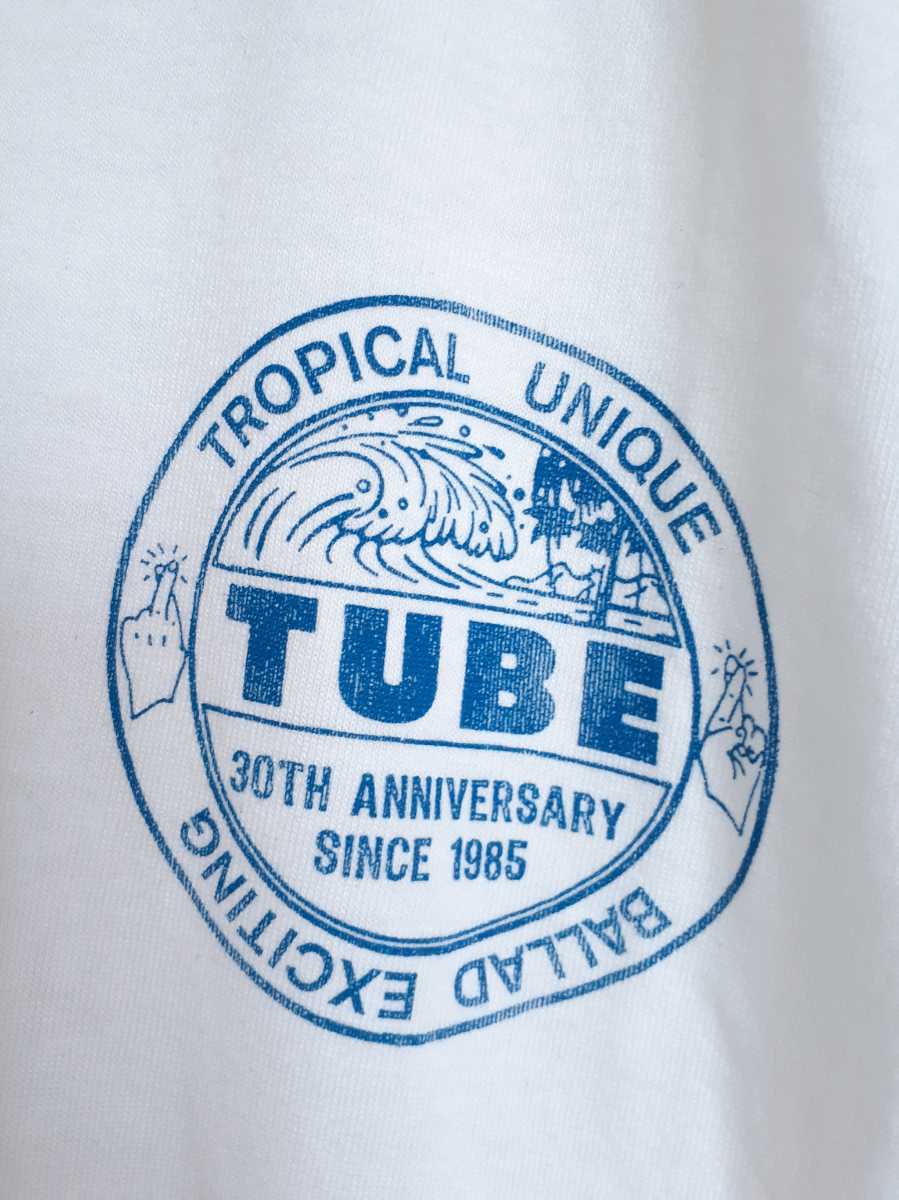 TROPICAL UNIQUE
TUBE
30TH ANNIVERSARY
SINCE 1985
BALLAD EXCITING